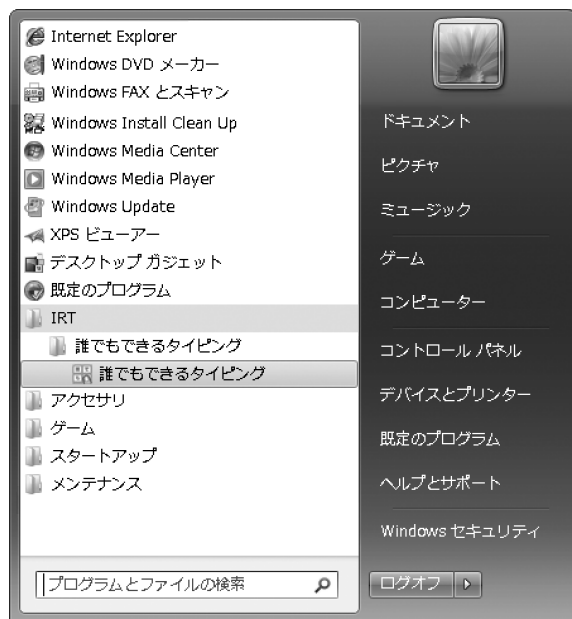 Internet Explorer
Windows DVD メーカー
Windows FAX とスキャン
Windows Install Clean Up
Windows Media Center
Windows Media Player
Windows Update
XPS ビューアー
デスクトップ ガジェット
既定のプログラム
IRT
誰でもできるタイピング
誰でもできるタイピング
アクセサリ
ゲーム
スタートアップ
メンテナンス
プログラムとファイルの検索
ドキュメント
ピクチャ
ミュージック
ゲーム
コンピューター
コントロール パネル
デバイスとプリンター
既定のプログラム
ヘルプとサポート
Windows セキュリティ
ログオフ